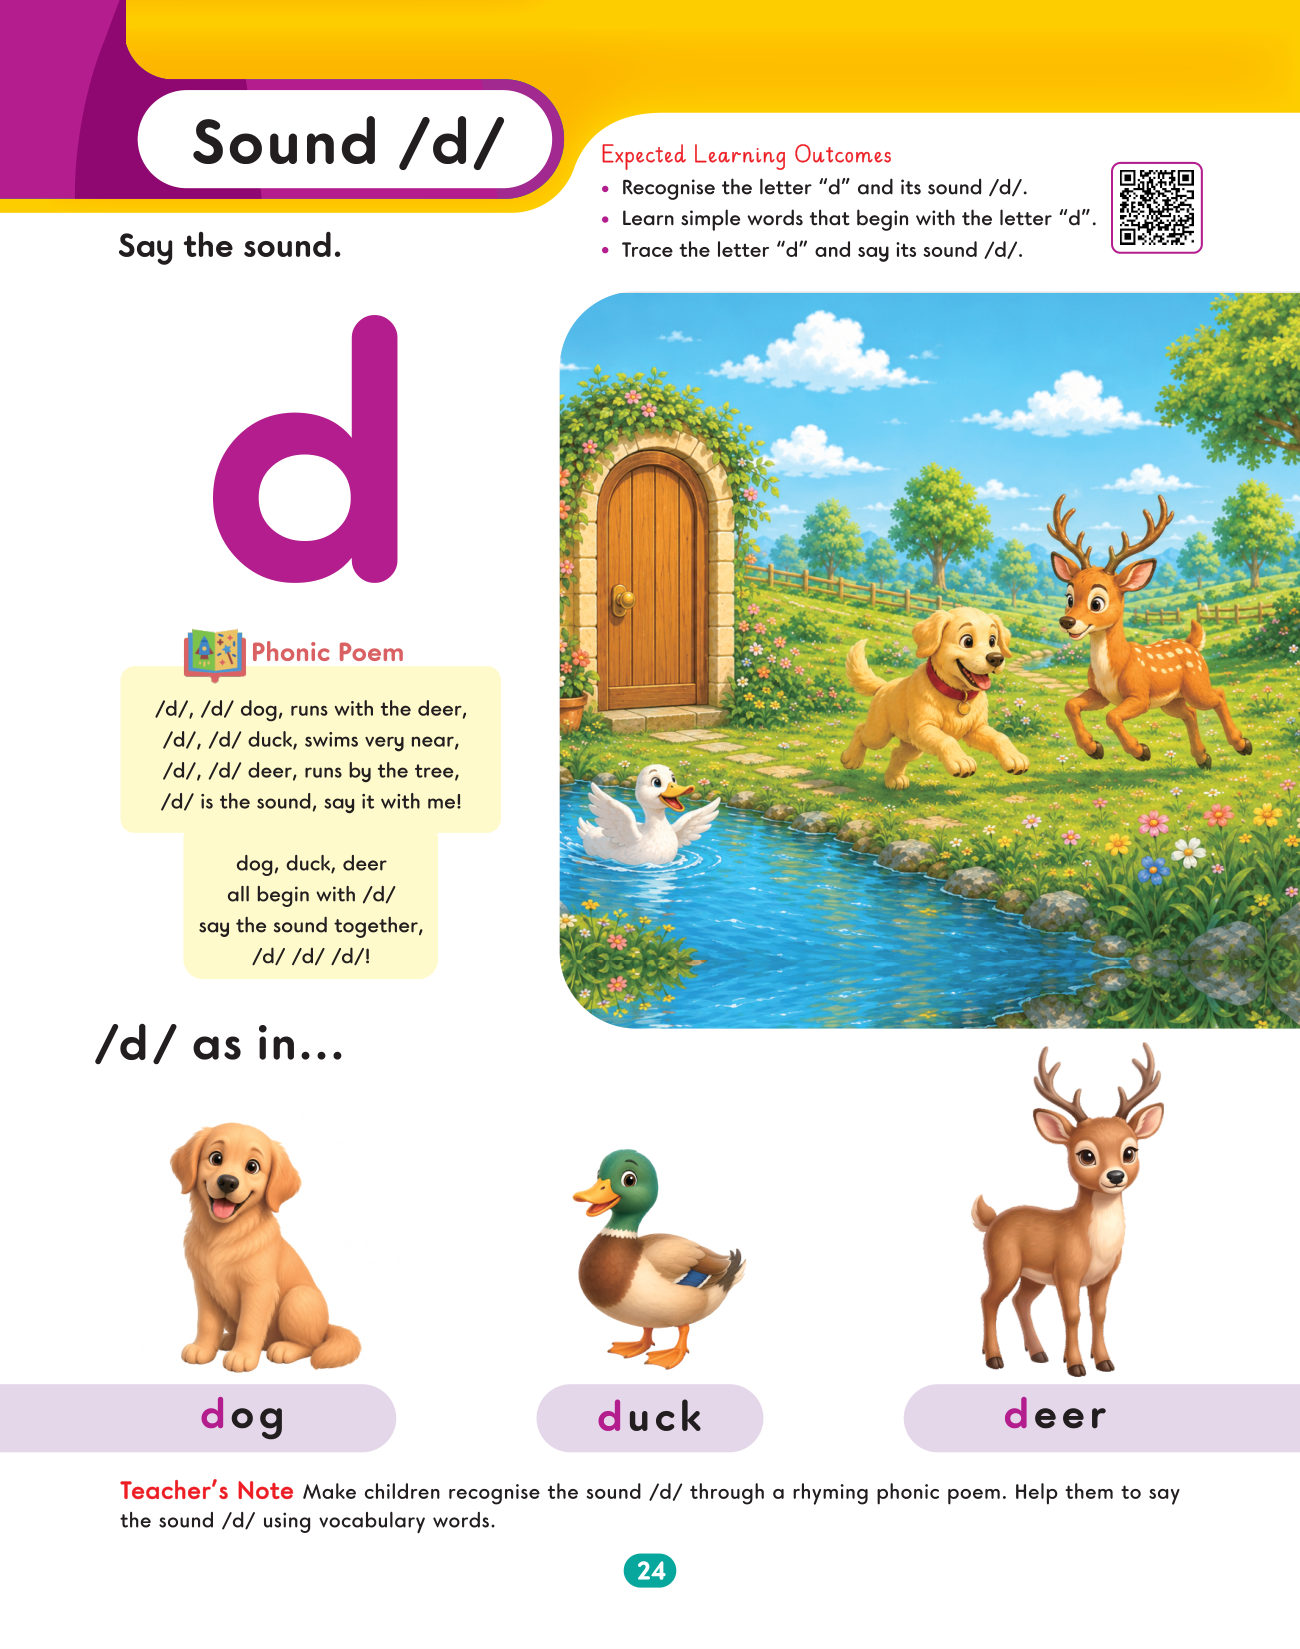 Sound /d/
Expected Learning Outcomes
• Recognise the letter “d” and its sound /d/.
• Learn simple words that begin with the letter “d”.
• Trace the letter “d” and say its sound /d/.
Say the sound.
d
Phonic Poem
/d/, /d/ dog, runs with the deer,
/d/, /d/ duck, swims very near,
/d/, /d/ deer, runs by the tree,
/d/ is the sound, say it with me!
dog, duck, deer
all begin with /d/
say the sound together,
/d/ /d/ /d/!
/d/ as in...
dog
duck
deer
Teacher’s Note Make children recognise the sound /d/ through a rhyming phonic poem. Help them to say
the sound /d/ using vocabulary words.
24